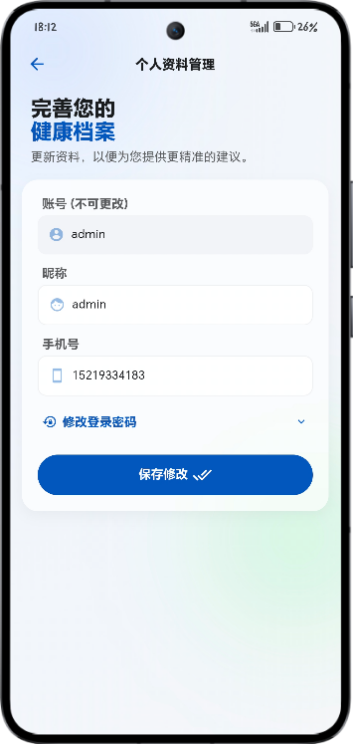 18:12
5GA
26%
个人资料管理
完善您的
健康档案
更新资料，以便为您提供更精准的建议。
账号 (不可更改)
admin
昵称
admin
手机号
15219334183
修改登录密码
保存修改